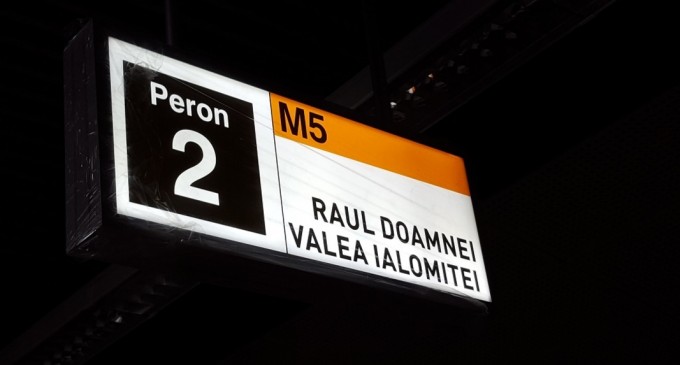 Peron
2
M5
RAUL DOAMNEI
VALEA IALOMITEI